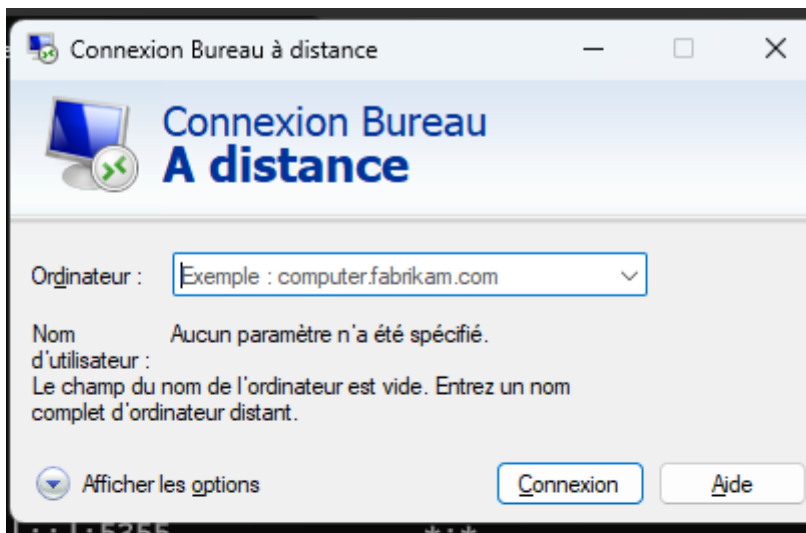 Connexion Bureau à distance
Connexion Bureau
A distance
Ordinateur :
Exemple : computer.fabrikam.com
Nom
d'utilisateur :
Aucun paramètre n'a été spécifié.
Le champ du nom de l'ordinateur est vide. Entrez un nom
complet d'ordinateur distant.
Afficher les options
Connexion
Aide